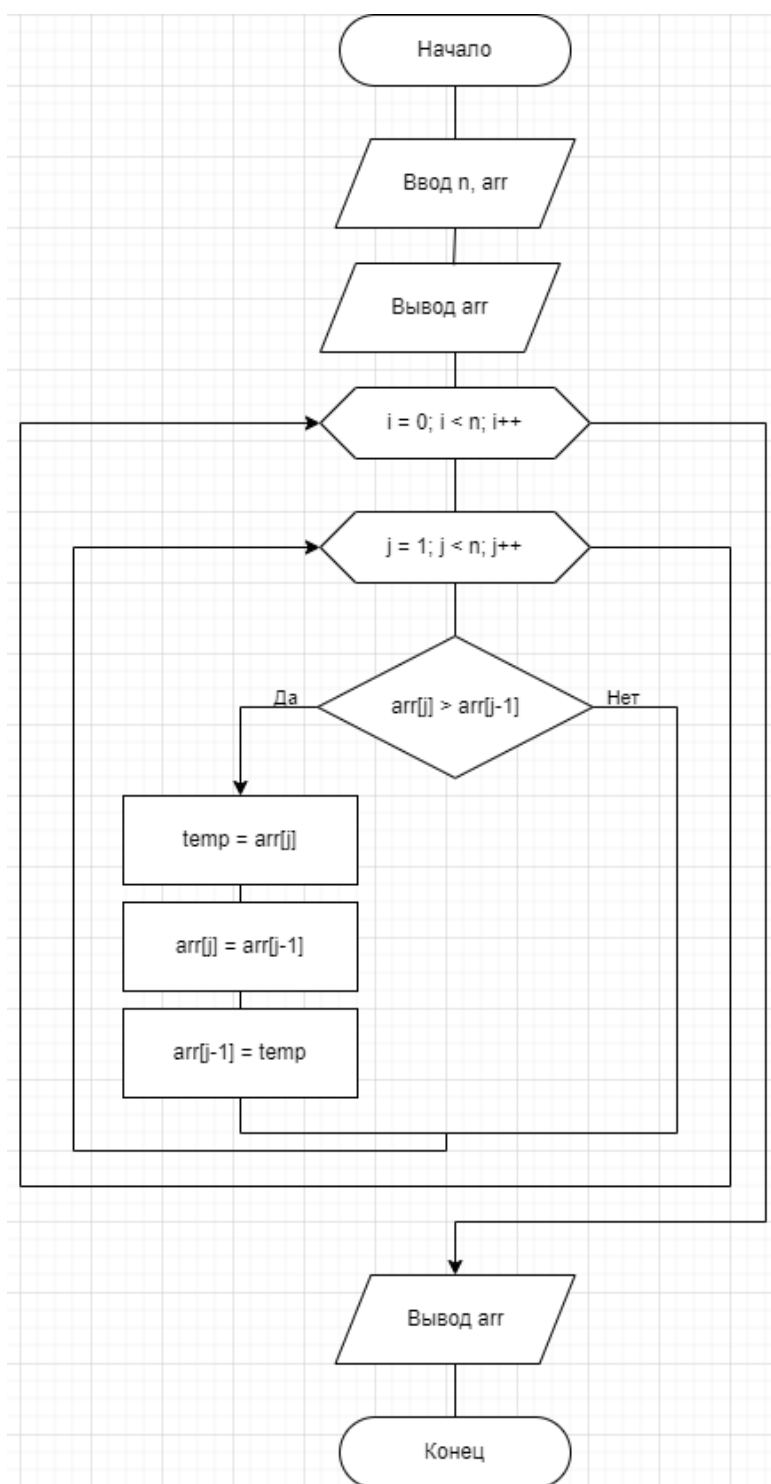 Начало
Ввод n, arr
Вывод arr
i = 0; i < n; i++
j = 1; j < n; j++
arr[j] > arr[j-1]
Да
Нет
temp = arr[j]
arr[j] = arr[j-1]
arr[j-1] = temp
Вывод arr
Конец